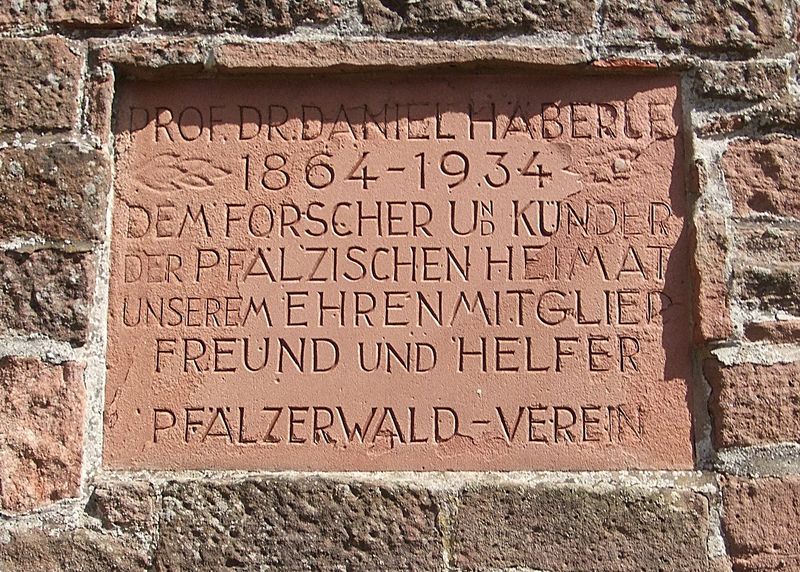 PROF. DR. DANIEL HÄBERLE
1864-1934
DEM FORSCHER UND KÜNDER
DER PFÄLZISCHEN HEIMAT
UNSEREM EHRENMITGLIED
FREUND UND HELFER
PFÄLZERWALD-VEREIN